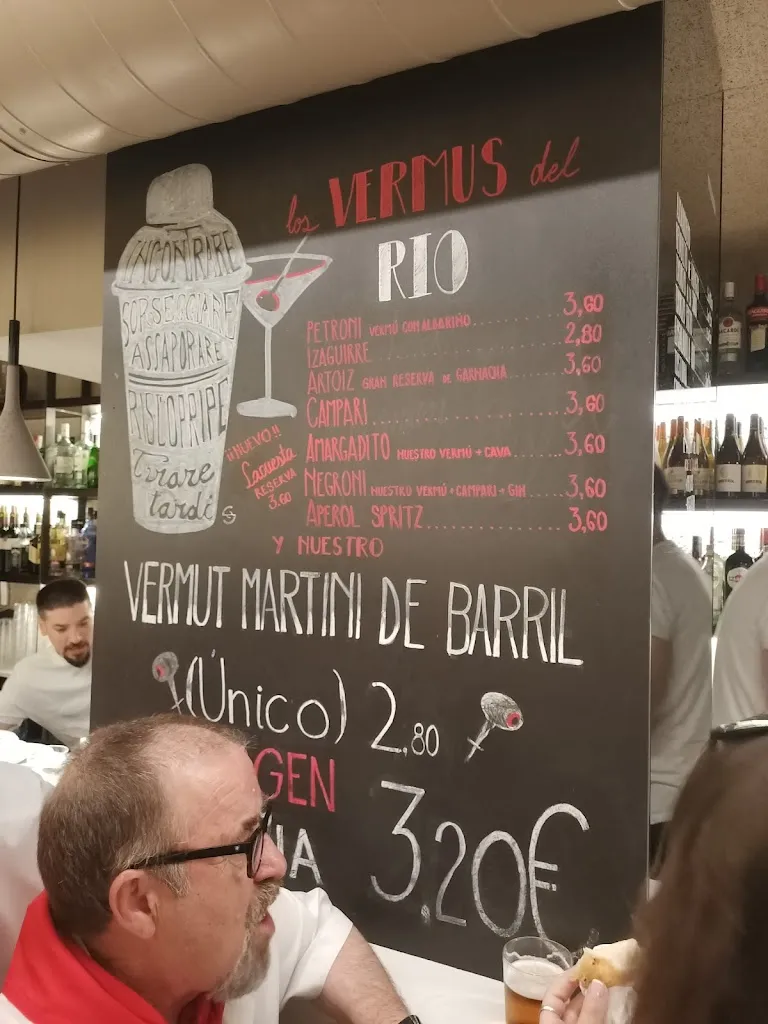 los VERMUS del
RIO
INCONTRARE
SORSEGGIARE
ASSAPORARE
RISCOPRIPE
Tirare
tardi
PETRONI VERMÚ CON ALBARIÑO 3,60
IZAGUIRRE 2,80
ARTOIZ GRAN RESERVA DE GARNACHA 3,60
CAMPARI 3,60
AMARGADITO NUESTRO VERMÚ + CAVA 3,60
NEGRONI NUESTRO VERMÚ + CAMPARI + GIN 3,60
APEROL SPRITZ 3,60
¡¡NUEVO!!
Lacuesta
RESERVA
3.60
Y NUESTRO
VERMUT MARTINI DE BARRIL
(Único) 2,80
GEN
3,20€